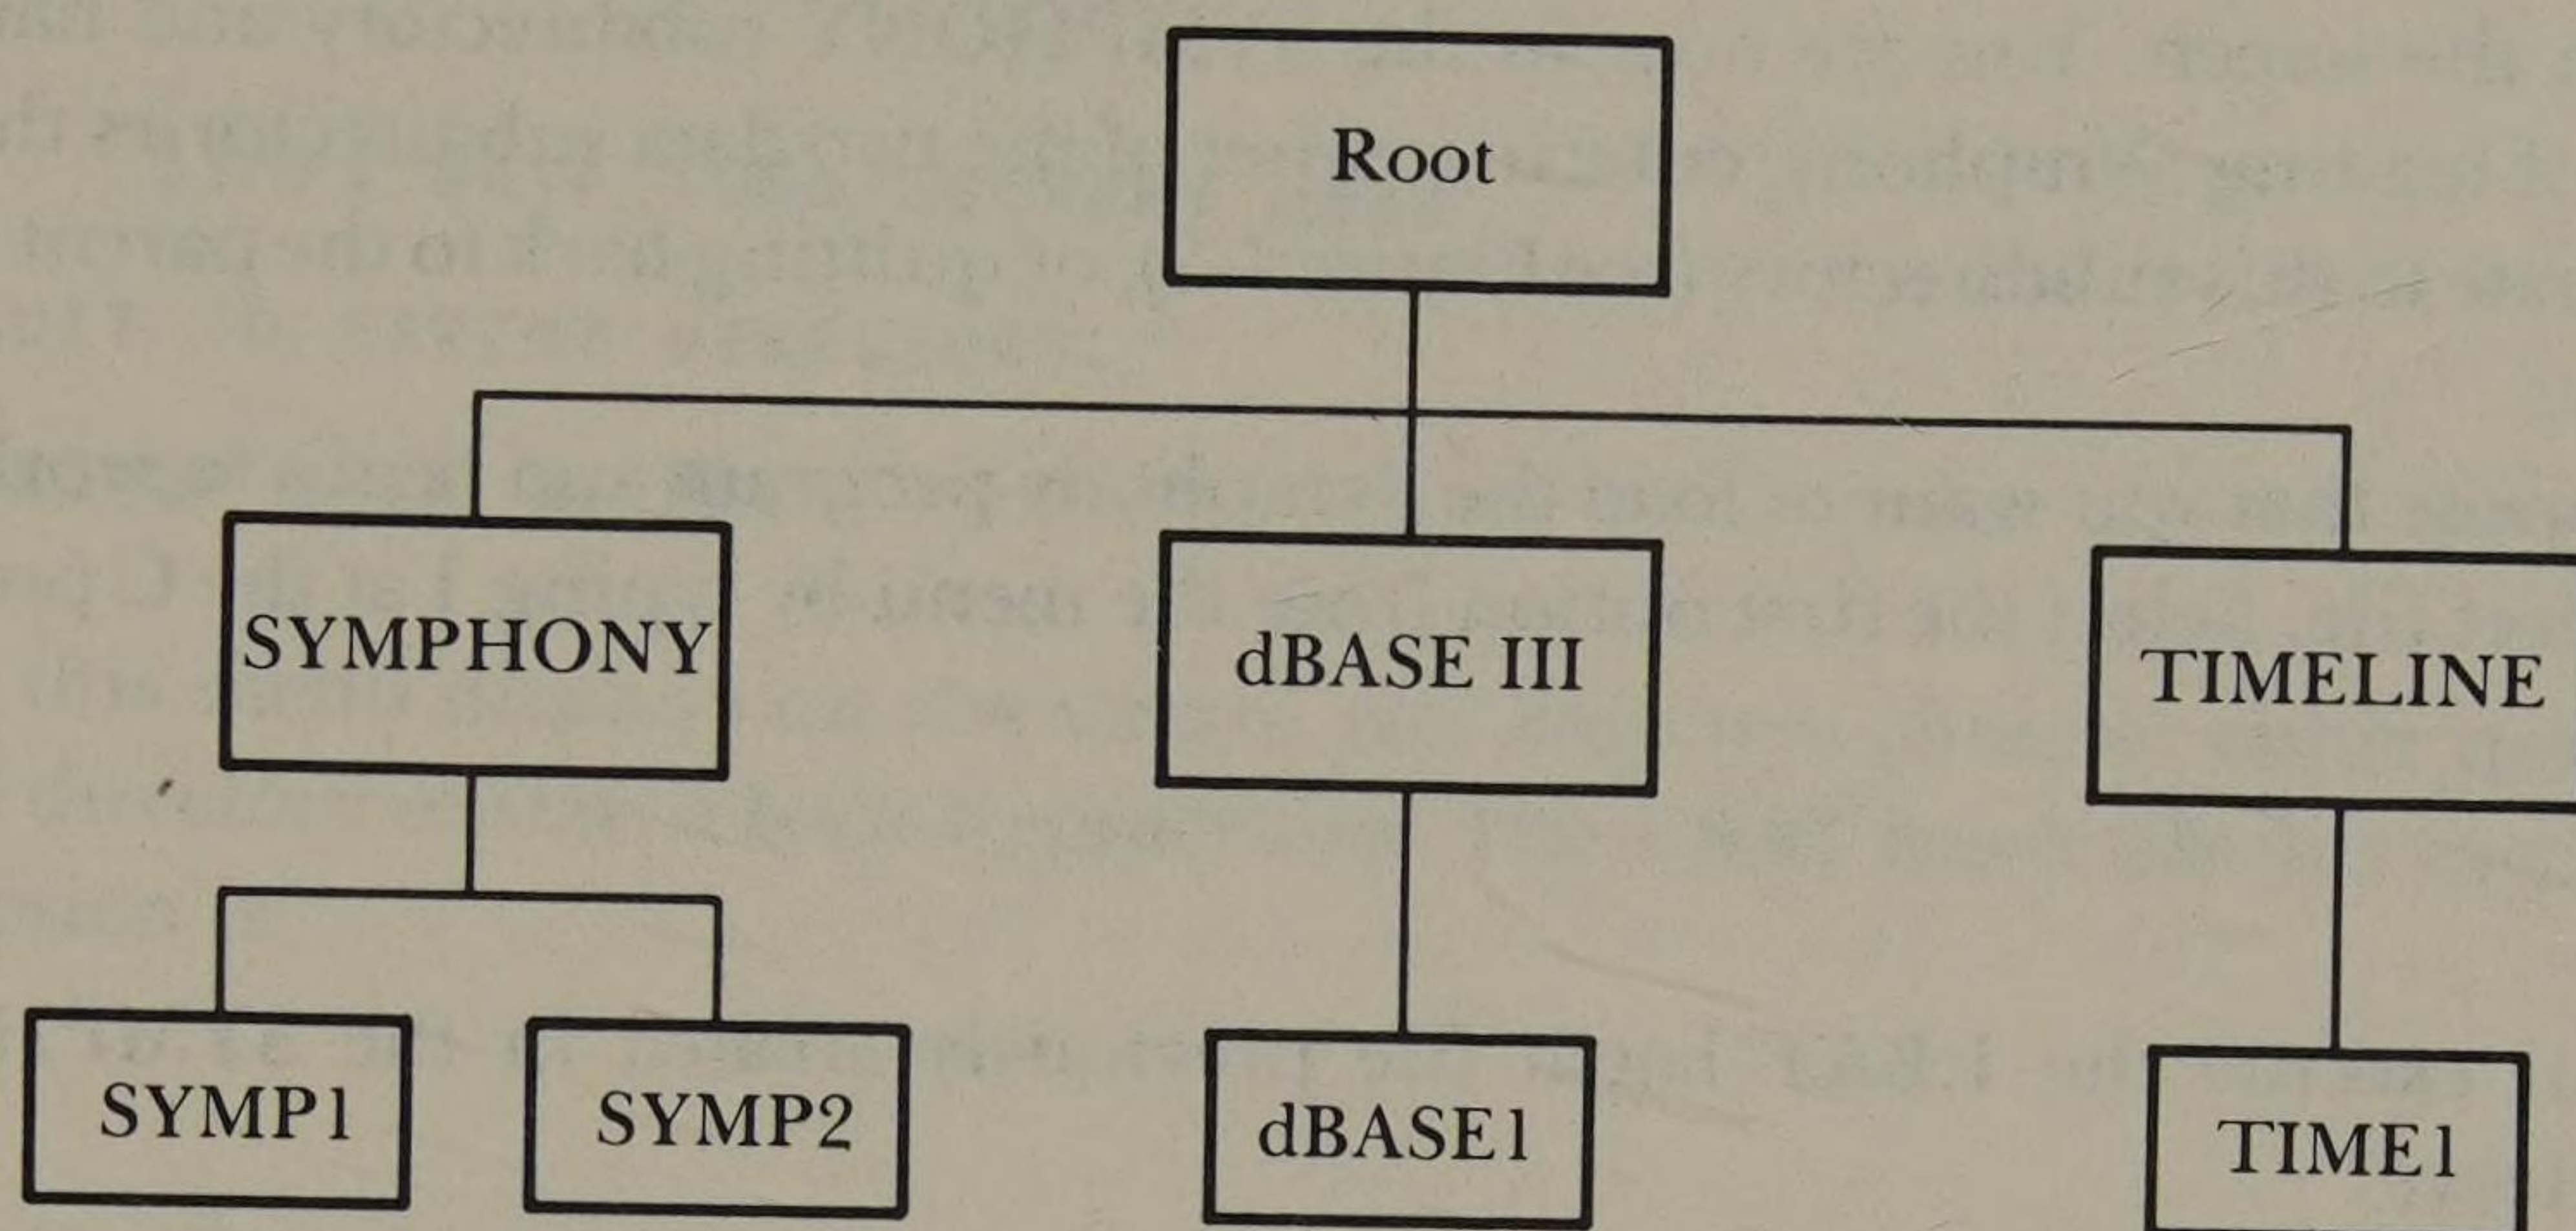 Root
SYMPHONY
dBASE III
TIMELINE
SYMP1
SYMP2
dBASE1
TIME1